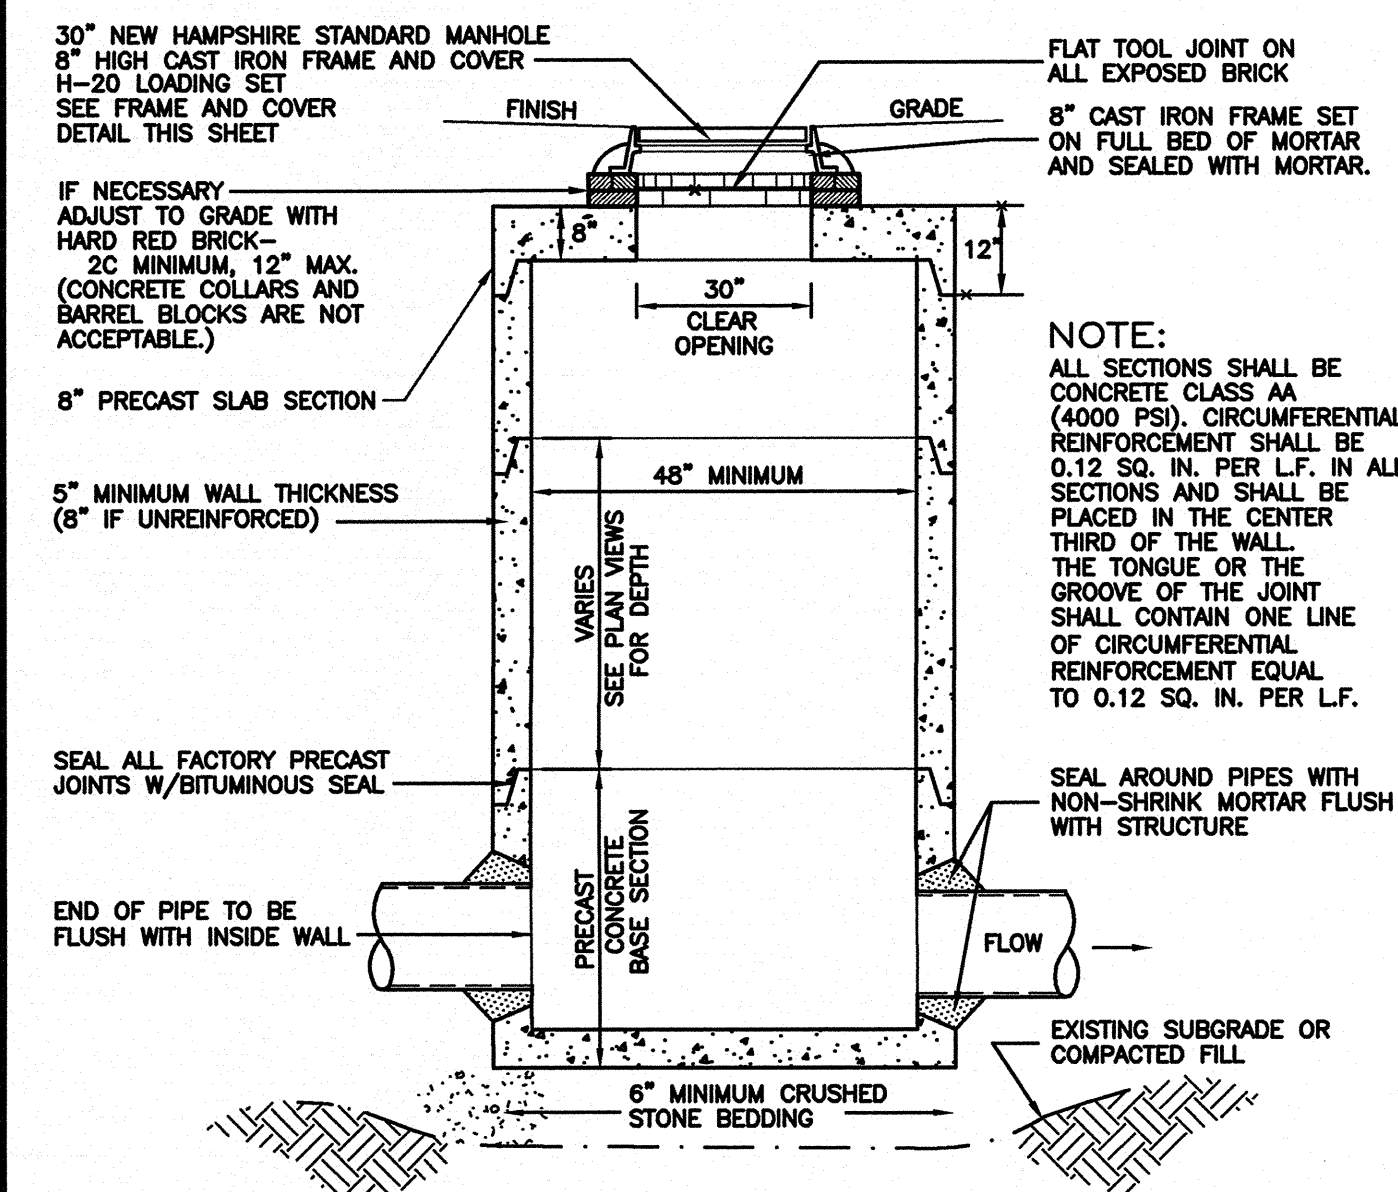 30" NEW HAMPSHIRE STANDARD MANHOLE
8" HIGH CAST IRON FRAME AND COVER
H-20 LOADING SET
SEE FRAME AND COVER
DETAIL THIS SHEET
FINISH
GRADE
FLAT TOOL JOINT ON
ALL EXPOSED BRICK
8" CAST IRON FRAME SET
ON FULL BED OF MORTAR
AND SEALED WITH MORTAR.
IF NECESSARY
ADJUST TO GRADE WITH
HARD RED BRICK-
2C MINIMUM, 12" MAX.
(CONCRETE COLLARS AND
BARREL BLOCKS ARE NOT
ACCEPTABLE.)
8"
12"
30"
CLEAR
OPENING
8" PRECAST SLAB SECTION
NOTE:
ALL SECTIONS SHALL BE
CONCRETE CLASS AA
(4000 PSI). CIRCUMFERENTIAL
REINFORCEMENT SHALL BE
0.12 SQ. IN. PER L.F. IN ALL
SECTIONS AND SHALL BE
PLACED IN THE CENTER
THIRD OF THE WALL.
THE TONGUE OR THE
GROOVE OF THE JOINT
SHALL CONTAIN ONE LINE
OF CIRCUMFERENTIAL
REINFORCEMENT EQUAL
TO 0.12 SQ. IN. PER L.F.
48" MINIMUM
5" MINIMUM WALL THICKNESS
(8" IF UNREINFORCED)
VARIES
SEE PLAN VIEWS
FOR DEPTH
SEAL ALL FACTORY PRECAST
JOINTS W/BITUMINOUS SEAL
SEAL AROUND PIPES WITH
NON-SHRINK MORTAR FLUSH
WITH STRUCTURE
PRECAST
CONCRETE
BASE SECTION
END OF PIPE TO BE
FLUSH WITH INSIDE WALL
FLOW
EXISTING SUBGRADE OR
COMPACTED FILL
6" MINIMUM CRUSHED
STONE BEDDING